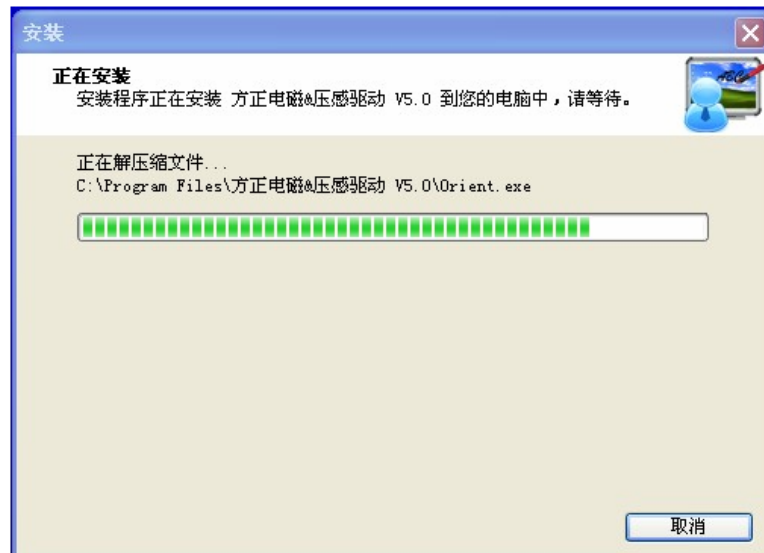 安装
正在安装
安装程序正在安装 方正电磁&压感驱动 V5.0 到您的电脑中，请等待。
ABC
正在解压缩文件...
C:\Program Files\方正电磁&压感驱动 V5.0\Orient.exe
取消